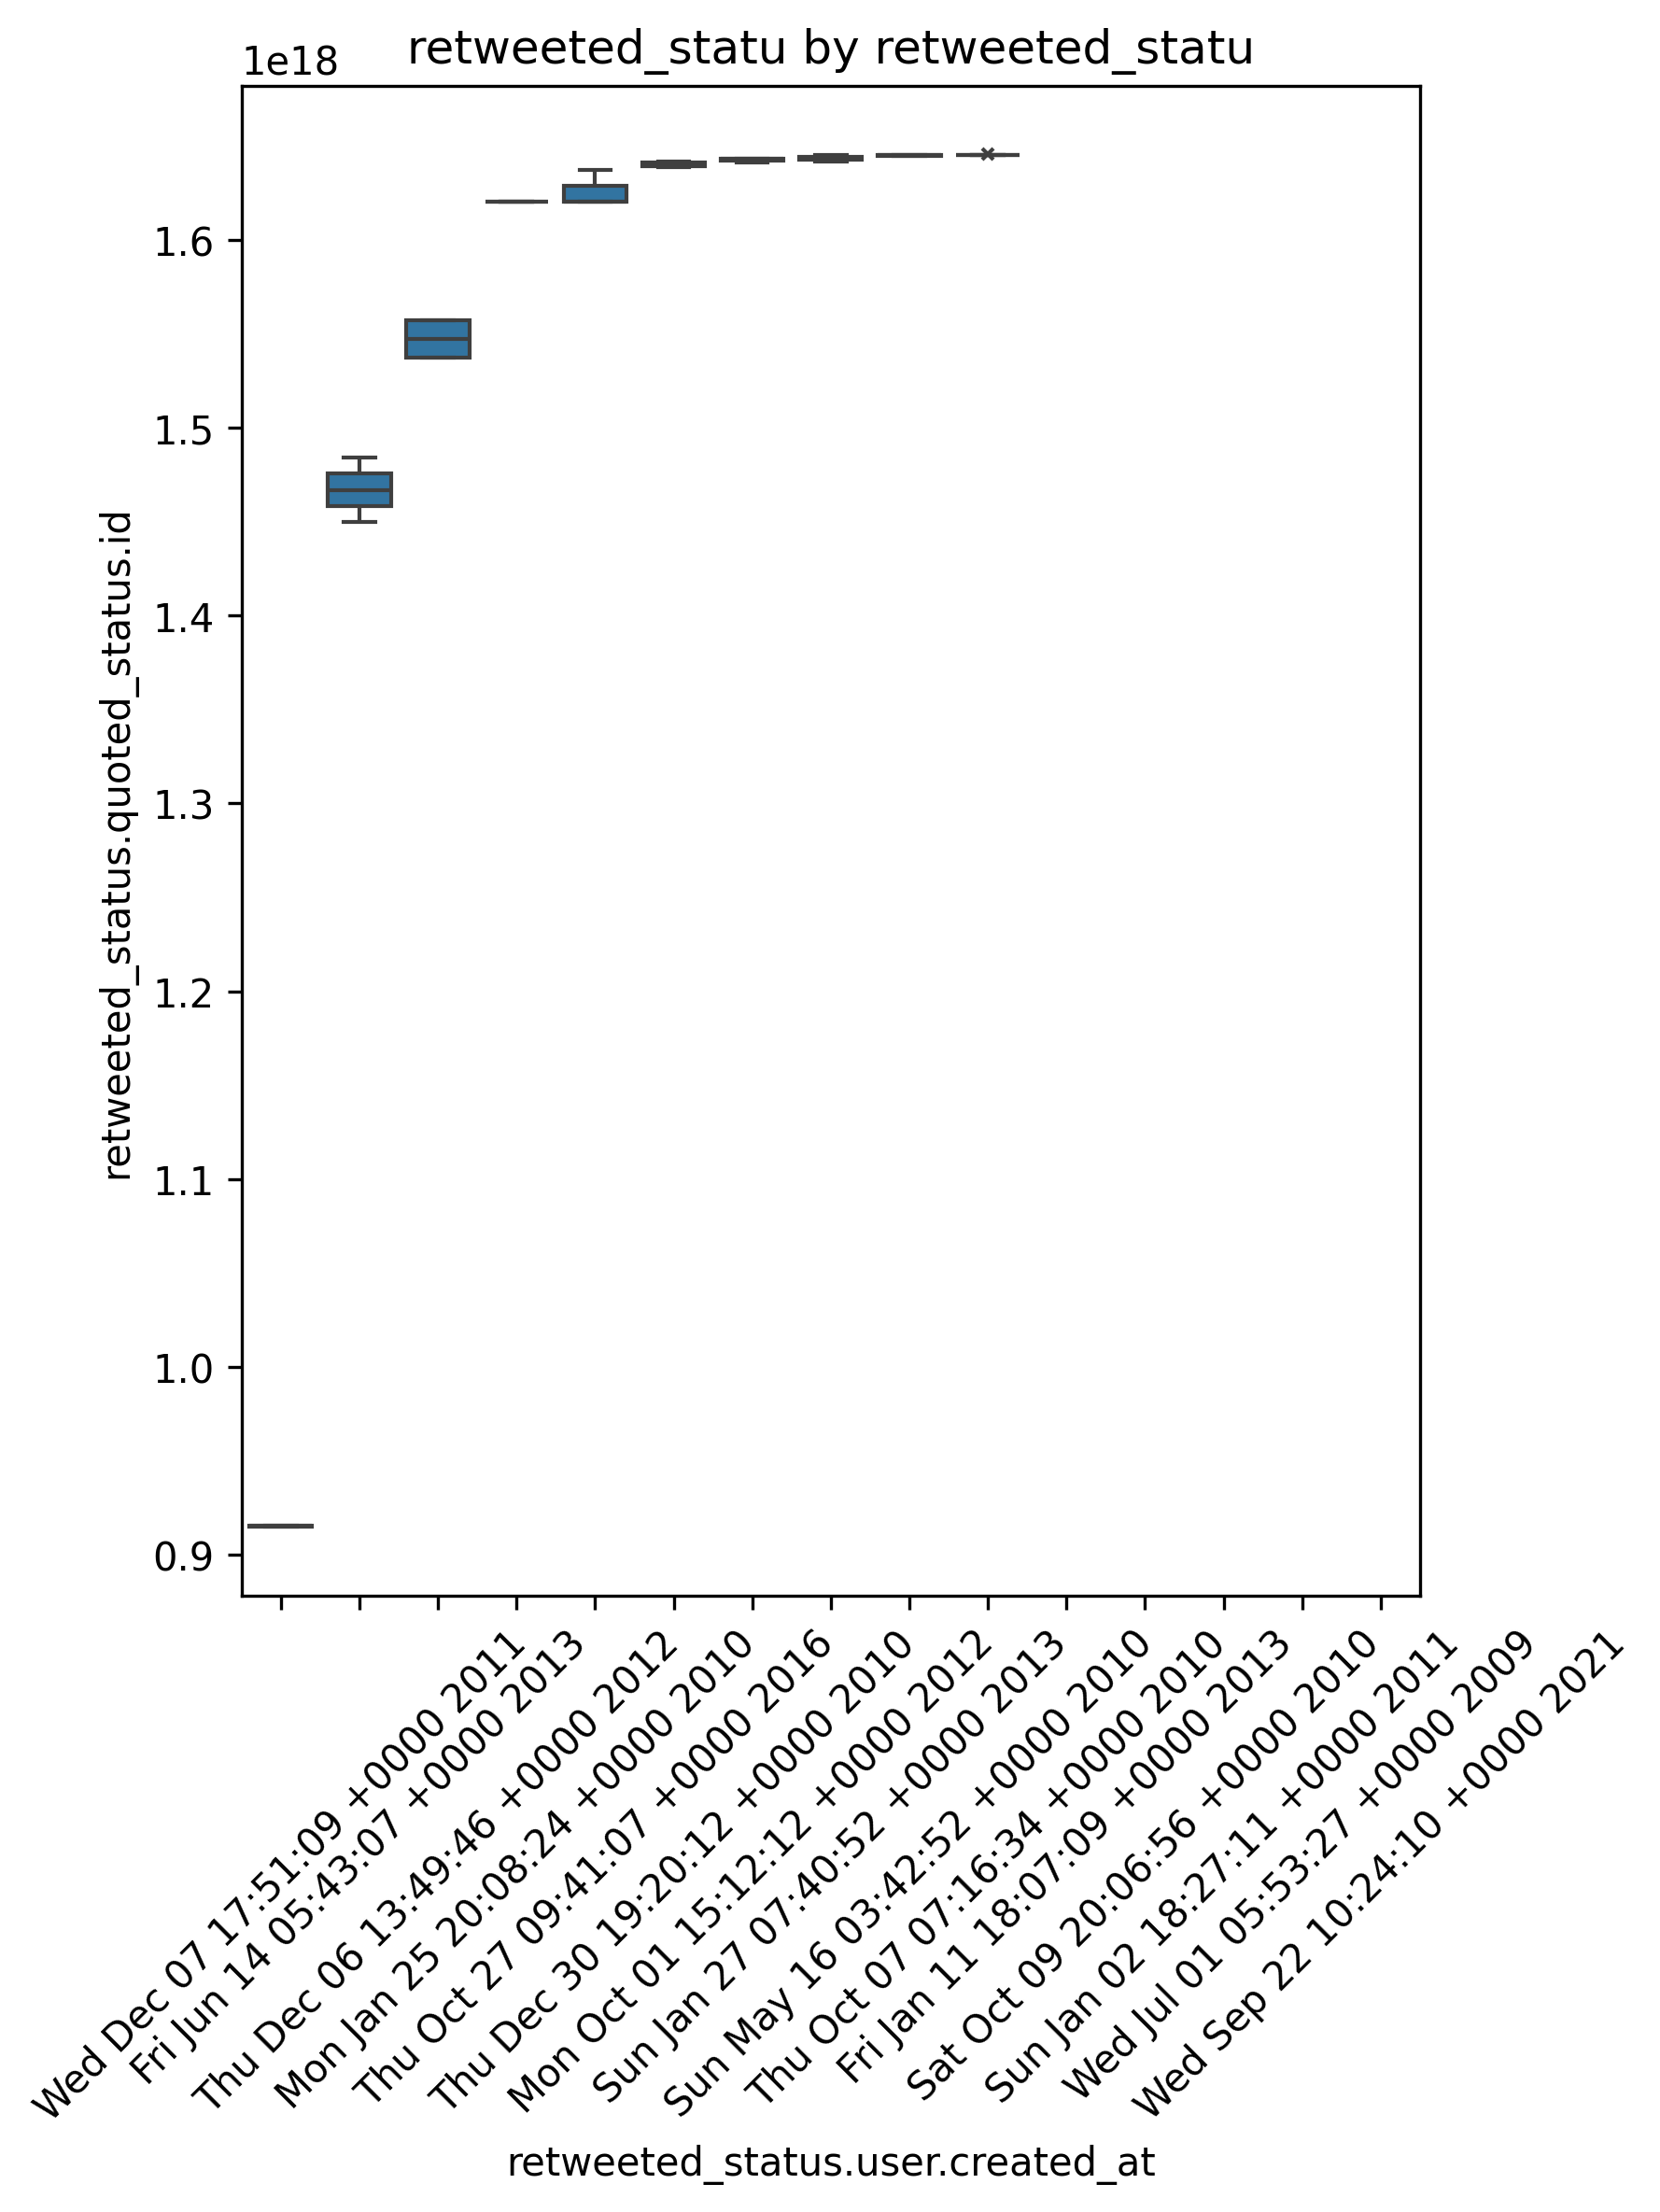 retweeted_statu by retweeted_statu
1e18
1.6
1.5
1.4
1.3
1.2
1.1
1.0
0.9
retweeted_status.quoted_status.id
Wed Dec 07 17:51:09 +0000 2011
Fri Jun 14 05:43:07 +0000 2013
Thu Dec 06 13:49:46 +0000 2012
Mon Jan 25 20:08:24 +0000 2010
Thu Oct 27 09:41:07 +0000 2016
Thu Dec 30 19:20:12 +0000 2010
Mon Oct 01 15:12:12 +0000 2012
Sun Jan 27 07:40:52 +0000 2013
Sun May 16 03:42:52 +0000 2010
Thu Oct 07 07:16:34 +0000 2010
Fri Jan 11 18:07:09 +0000 2013
Sat Oct 09 20:06:56 +0000 2010
Sun Jan 02 18:27:11 +0000 2011
Wed Jul 01 05:53:27 +0000 2009
Wed Sep 22 10:24:10 +0000 2021
retweeted_status.user.created_at